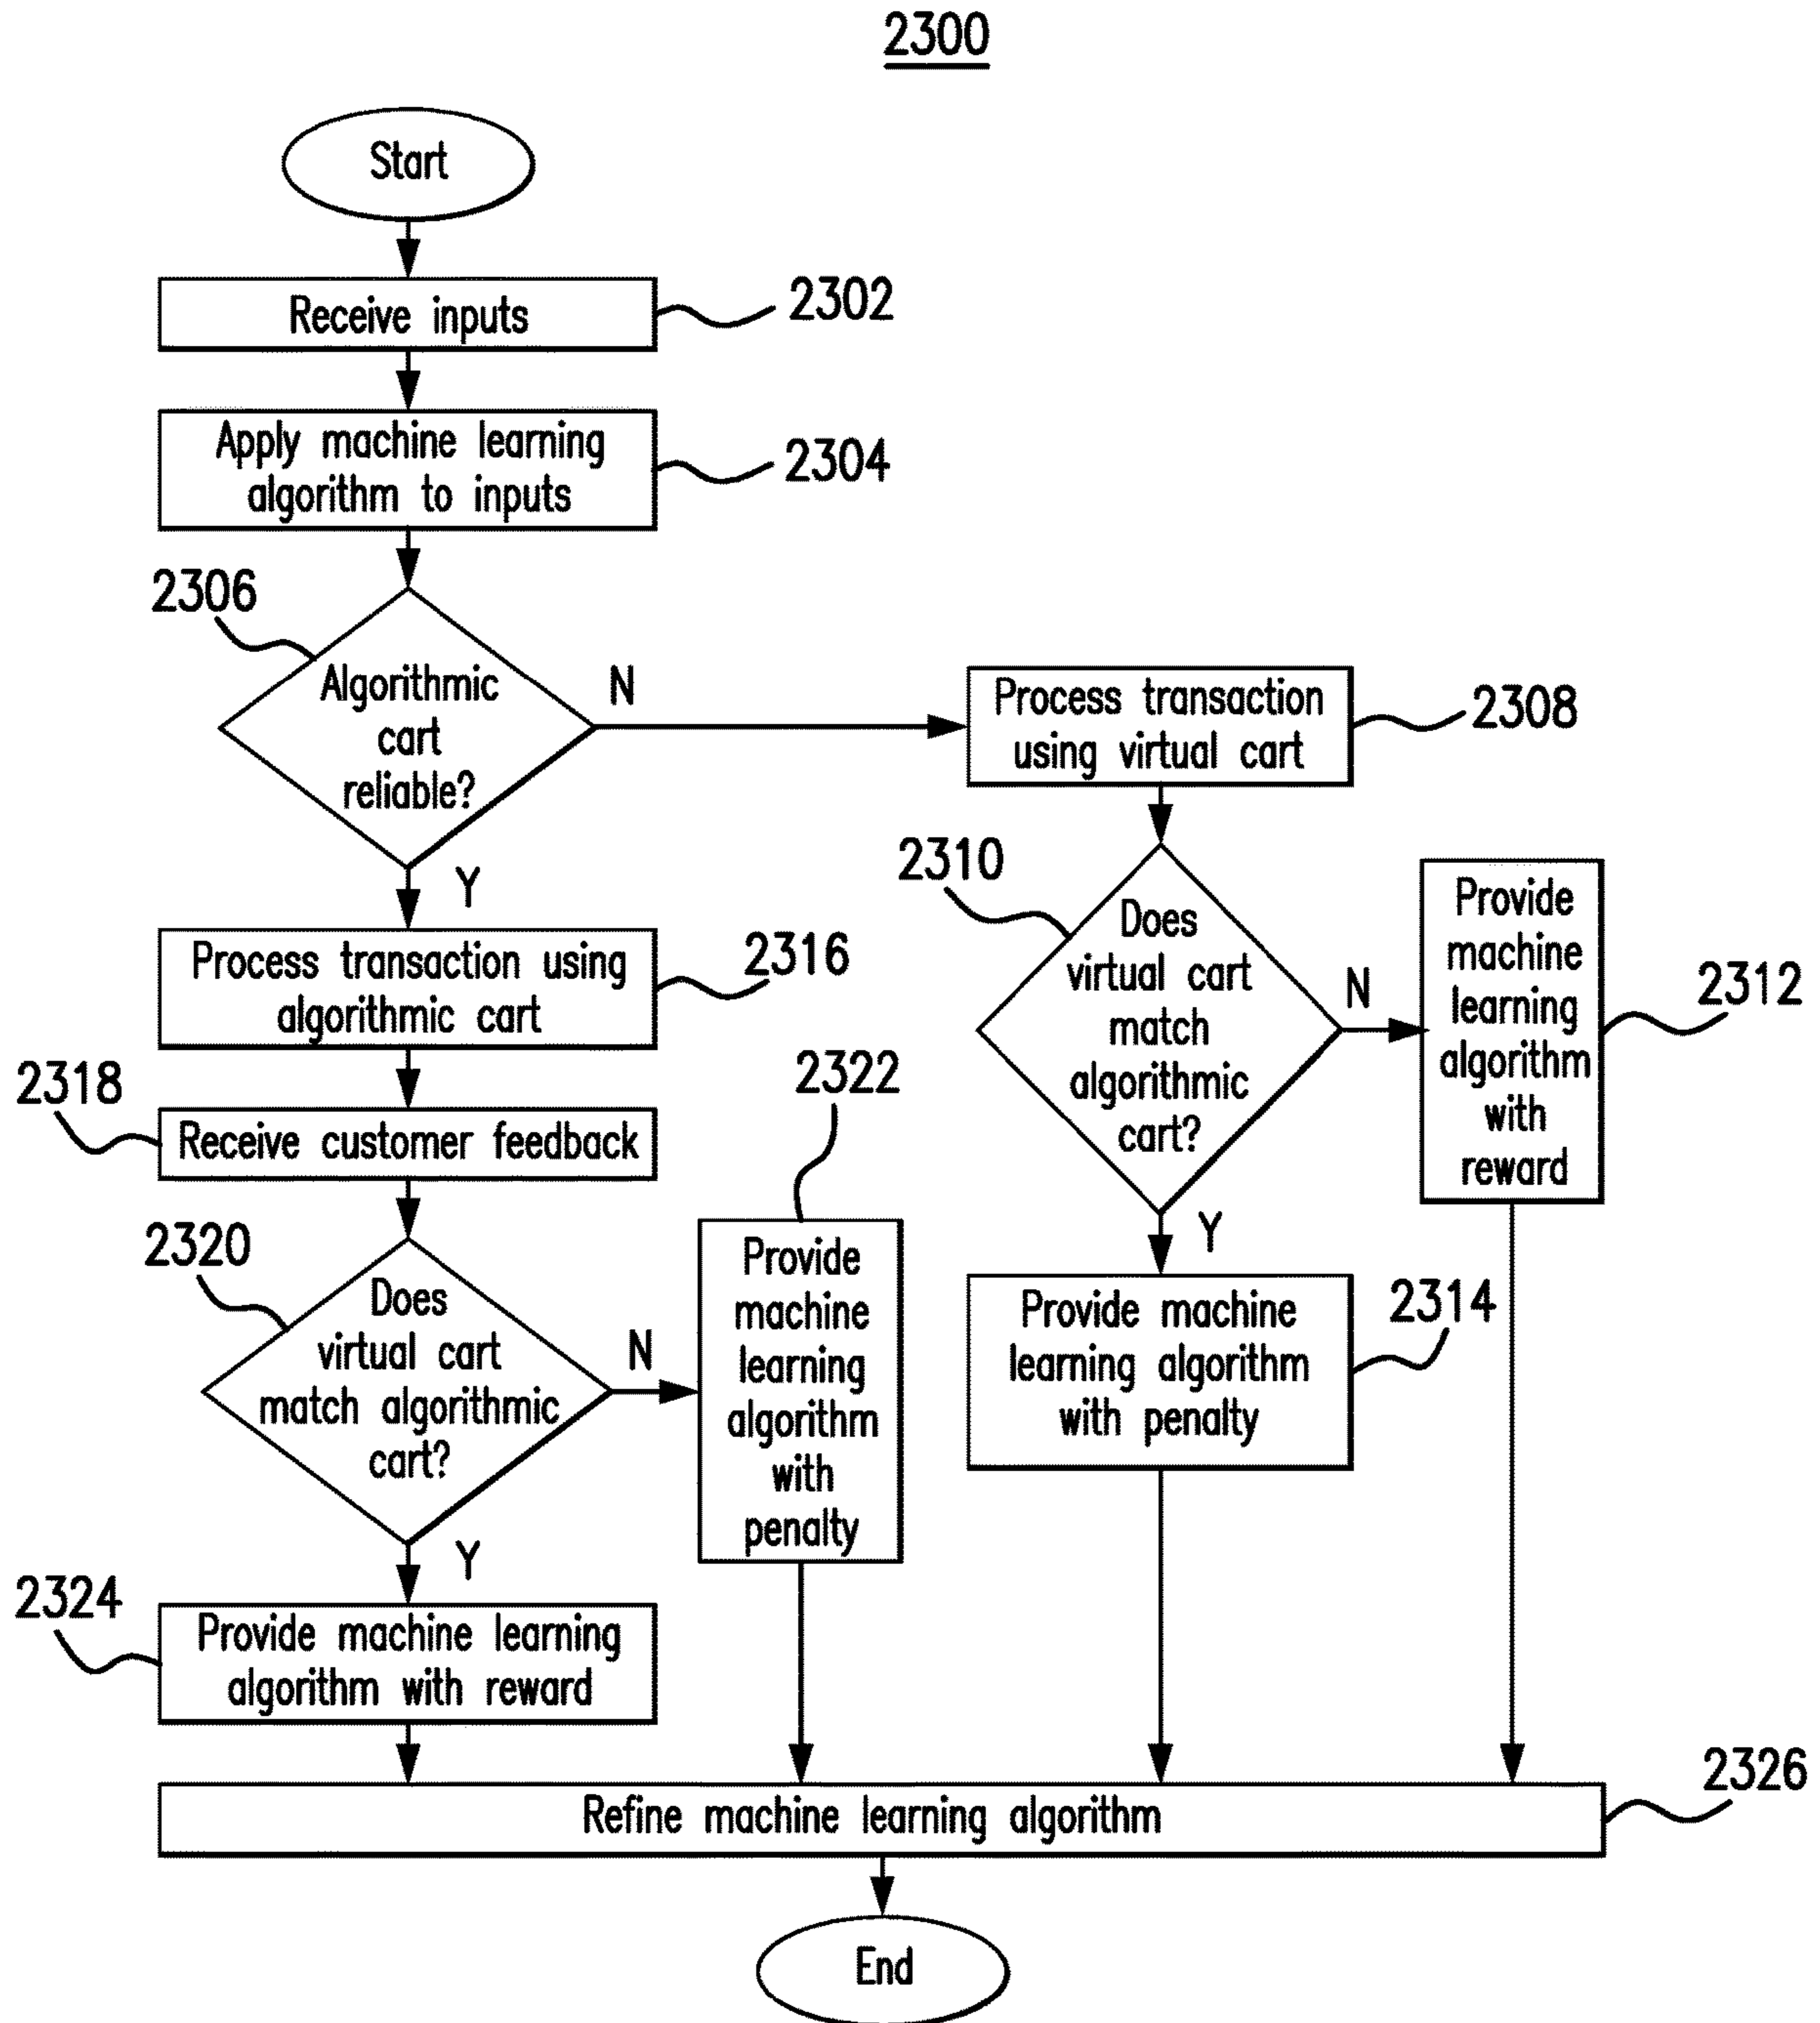 2300
Start
Receive inputs
2302
Apply machine learning
algorithm to inputs
2304
2306
Algorithmic
cart
reliable?
N
Y
Process transaction
using virtual cart
2308
2310
Does
virtual cart
match
algorithmic
cart?
N
Y
Provide
machine
learning
algorithm
with
reward
2312
Provide machine
learning algorithm
with penalty
2314
Process transaction using
algorithmic cart
2316
2318
Receive customer feedback
2320
Does
virtual cart
match algorithmic
cart?
N
Y
2322
Provide
machine
learning
algorithm
with
penalty
2324
Provide machine learning
algorithm with reward
Refine machine learning algorithm
2326
End